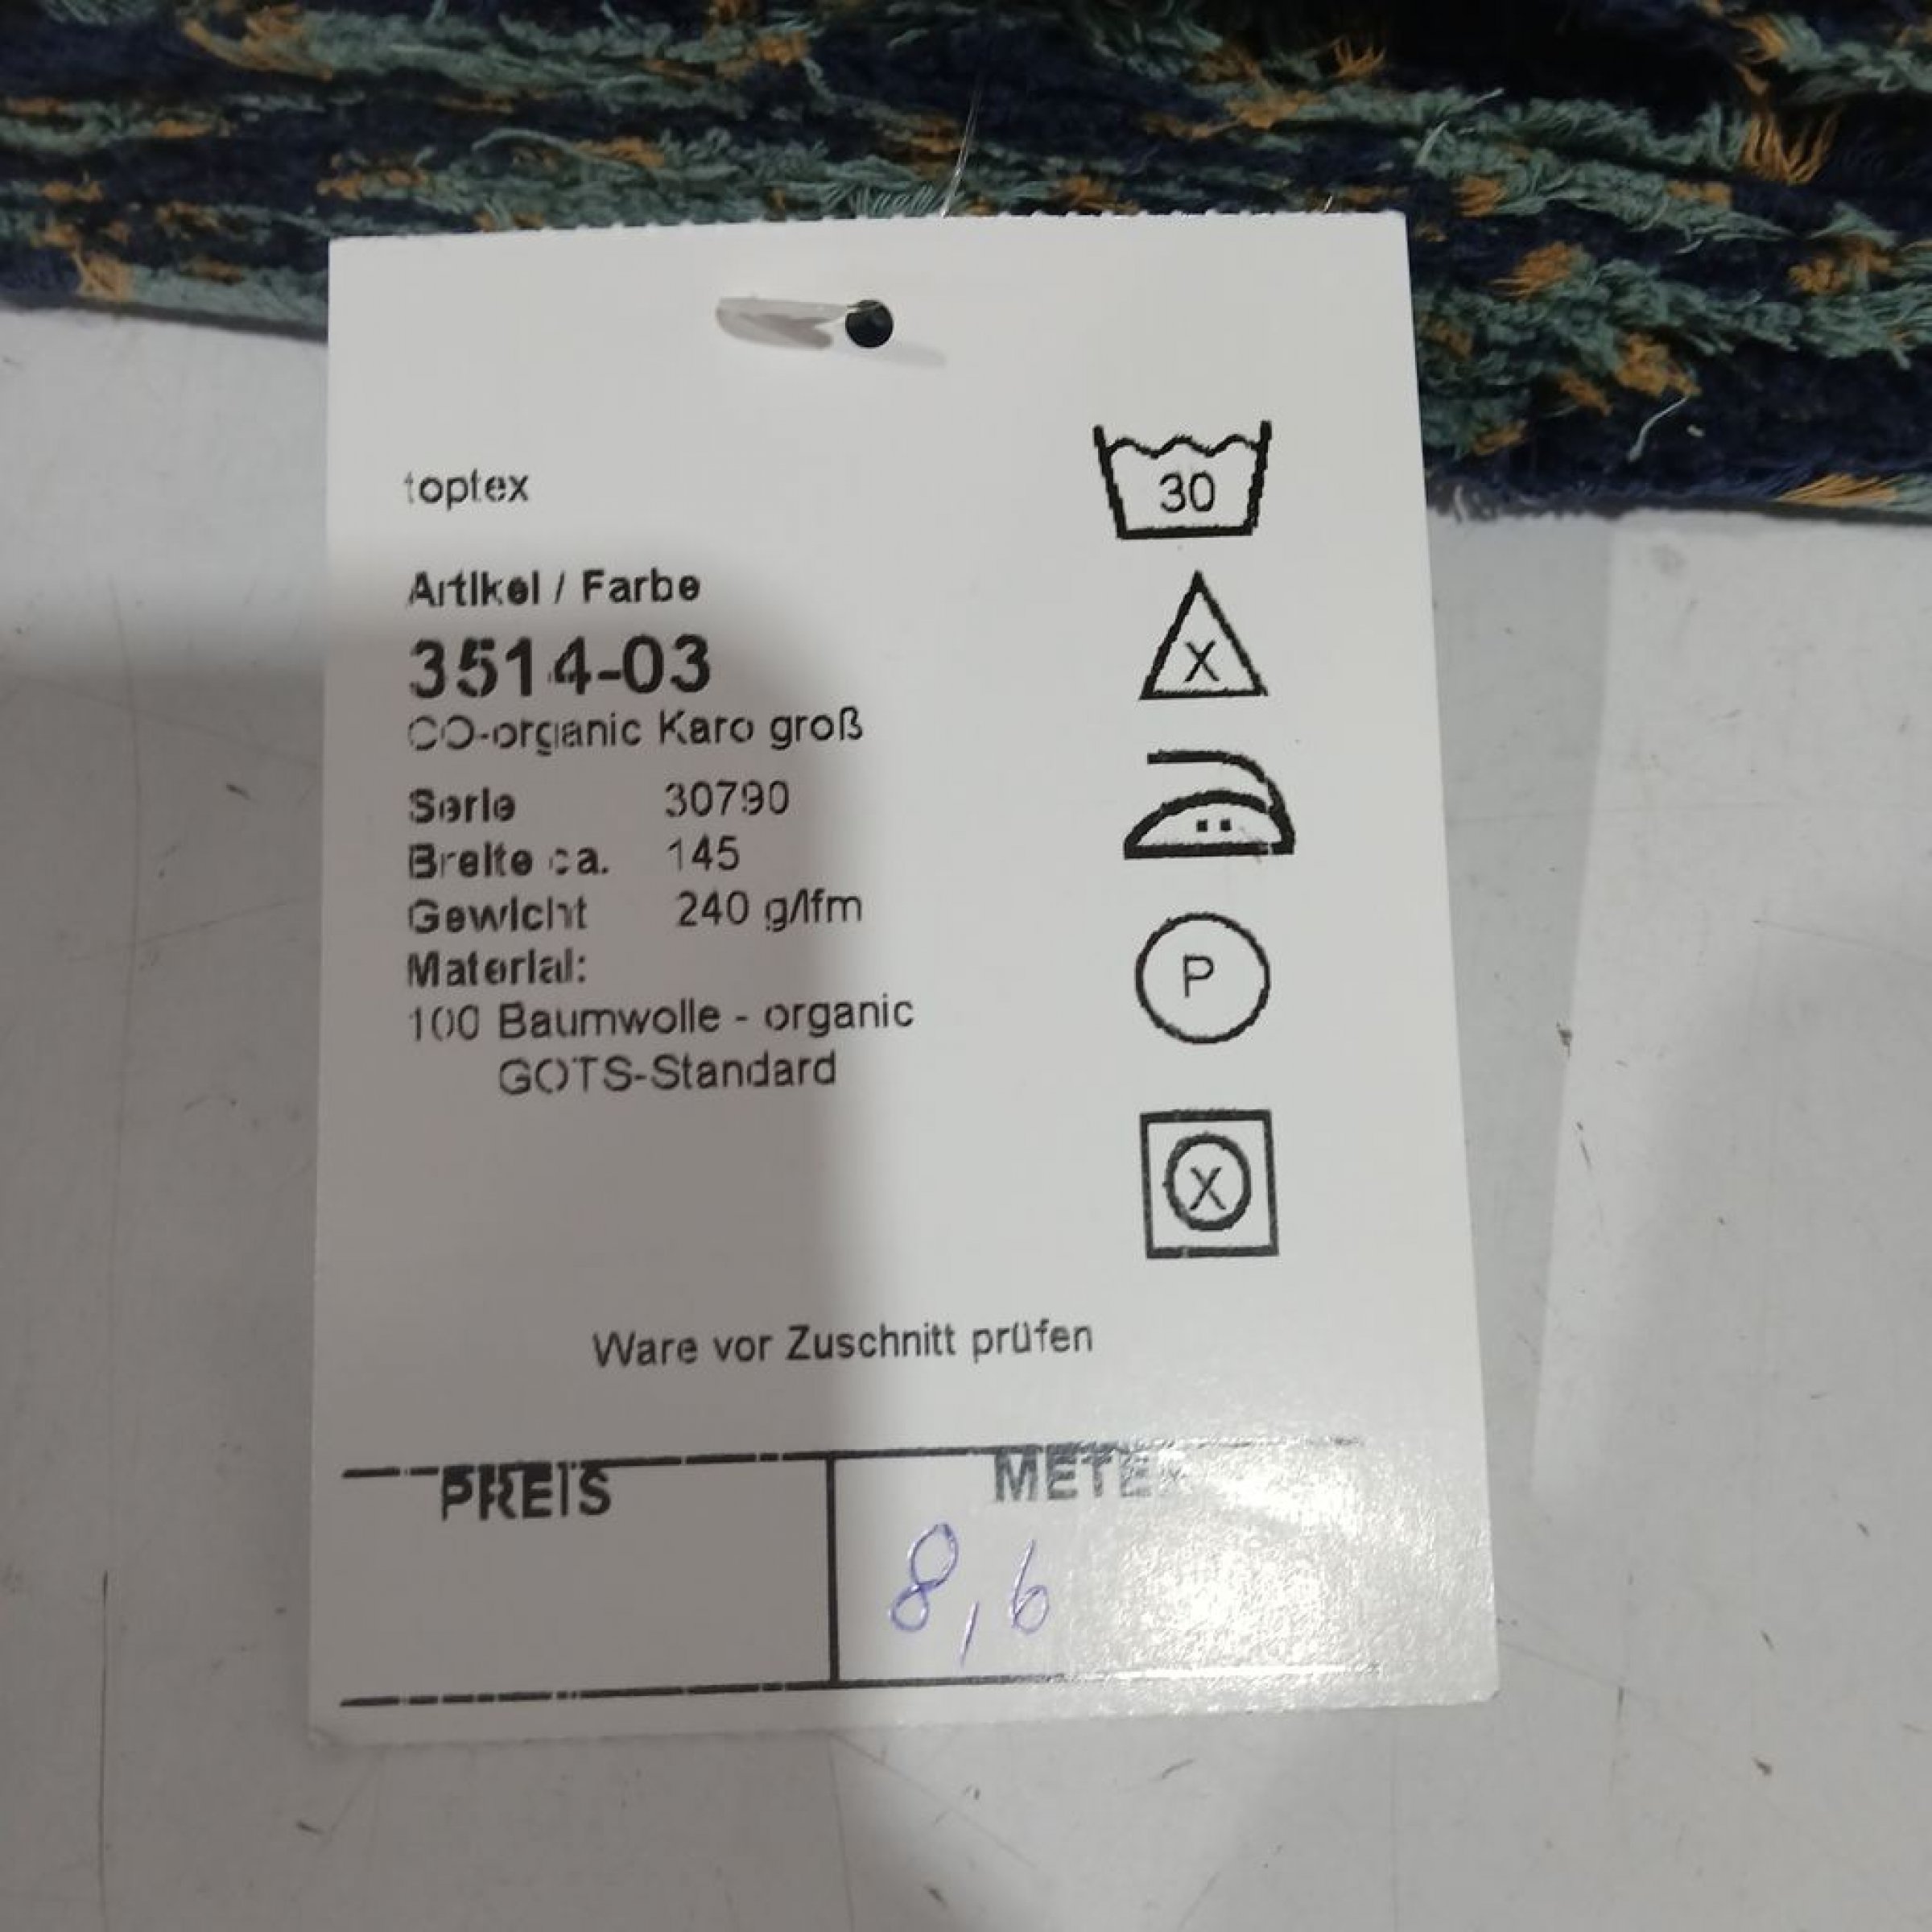 toptex
30
Artikel / Farbe
3514-03
X
CO-organic Karo groß
Serie 30790
Breite ca. 145
Gewicht 240 g/lfm
Material:
P
100 Baumwolle - organic
GOTS-Standard
X
Ware vor Zuschnitt prüfen
PREIS METER
8,6